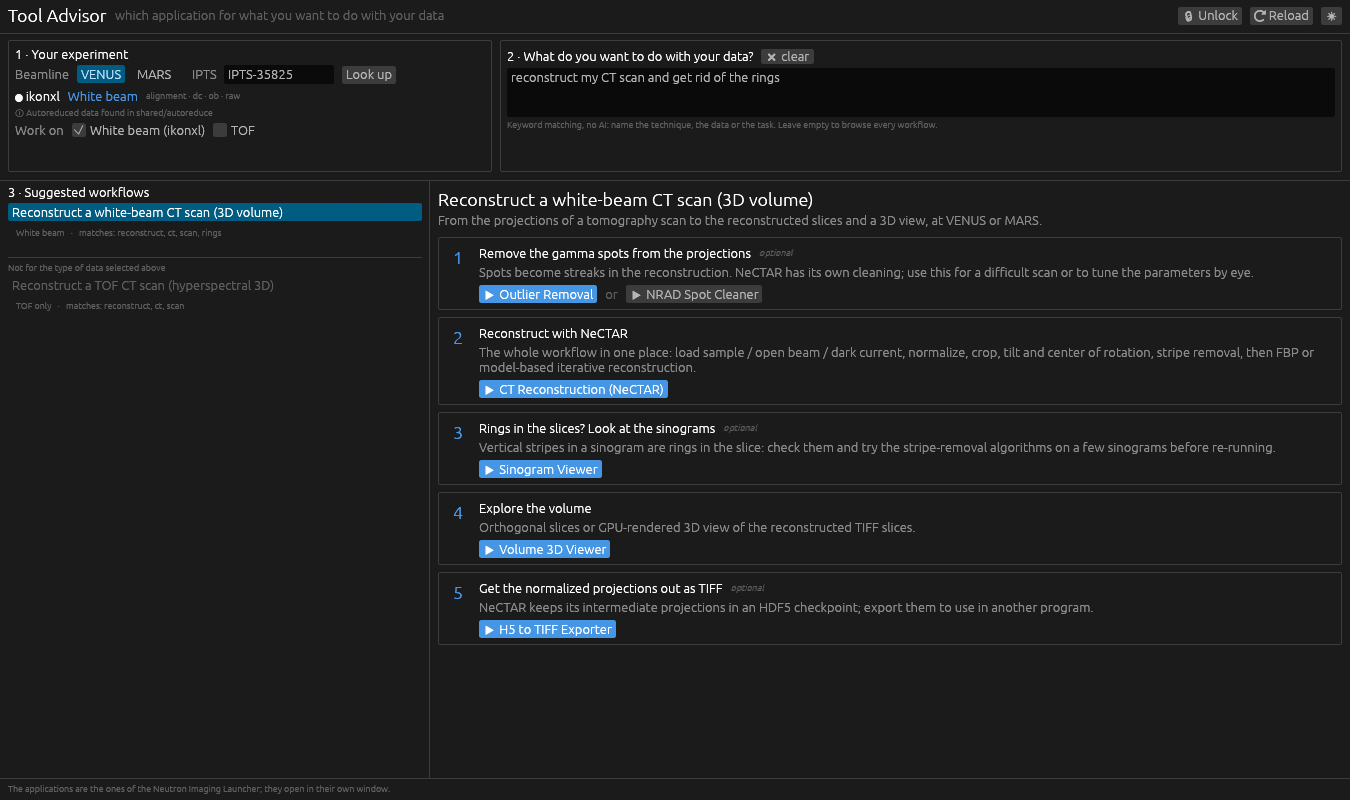 Tool Advisor which application for what you want to do with your data
Unlock Reload
1 · Your experiment
Beamline VENUS MARS IPTS IPTS-35825 Look up
ikonxl White beam alignment · dc · ob · raw
Autoreduced data found in shared/autoreduce
Work on White beam (ikonxl) TOF
2 · What do you want to do with your data? clear
reconstruct my CT scan and get rid of the rings
Keyword matching, no AI: name the technique, the data or the task. Leave empty to browse every workflow.
3 · Suggested workflows
Reconstruct a white-beam CT scan (3D volume)
White beam · matches: reconstruct, ct, scan, rings
Not for the type of data selected above
Reconstruct a TOF CT scan (hyperspectral 3D)
TOF only · matches: reconstruct, ct, scan
Reconstruct a white-beam CT scan (3D volume)
From the projections of a tomography scan to the reconstructed slices and a 3D view, at VENUS or MARS.
1 Remove the gamma spots from the projections optional
Spots become streaks in the reconstruction. NeCTAR has its own cleaning; use this for a difficult scan or to tune the parameters by eye.
Outlier Removal or NRAD Spot Cleaner
2 Reconstruct with NeCTAR
The whole workflow in one place: load sample / open beam / dark current, normalize, crop, tilt and center of rotation, stripe removal, then FBP or
model-based iterative reconstruction.
CT Reconstruction (NeCTAR)
3 Rings in the slices? Look at the sinograms optional
Vertical stripes in a sinogram are rings in the slice: check them and try the stripe-removal algorithms on a few sinograms before re-running.
Sinogram Viewer
4 Explore the volume
Orthogonal slices or GPU-rendered 3D view of the reconstructed TIFF slices.
Volume 3D Viewer
5 Get the normalized projections out as TIFF optional
NeCTAR keeps its intermediate projections in an HDF5 checkpoint; export them to use in another program.
H5 to TIFF Exporter
The applications are the ones of the Neutron Imaging Launcher; they open in their own window.